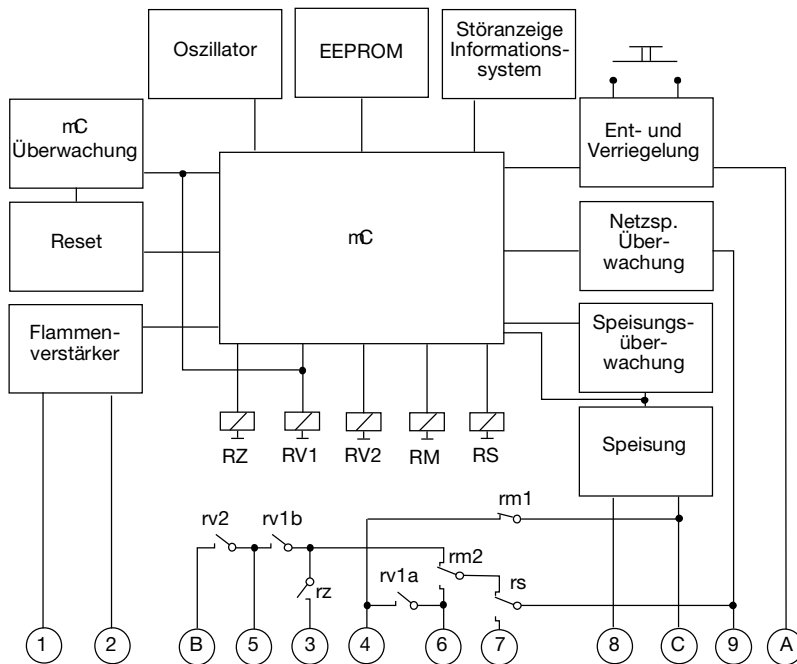 Oszillator
EEPROM
Störanzeige
Informations-
system
mC
Überwachung
Ent- und
Verriegelung
Reset
mC
Netzsp.
Über-
wachung
Flammen-
verstärker
Speisungs-
über-
wachung
Speisung
RZ
RV1
RV2
RM
RS
rm1
rv2
rv1b
rm2
rz
rv1a
rs
1
2
B
5
3
4
6
7
8
C
9
A